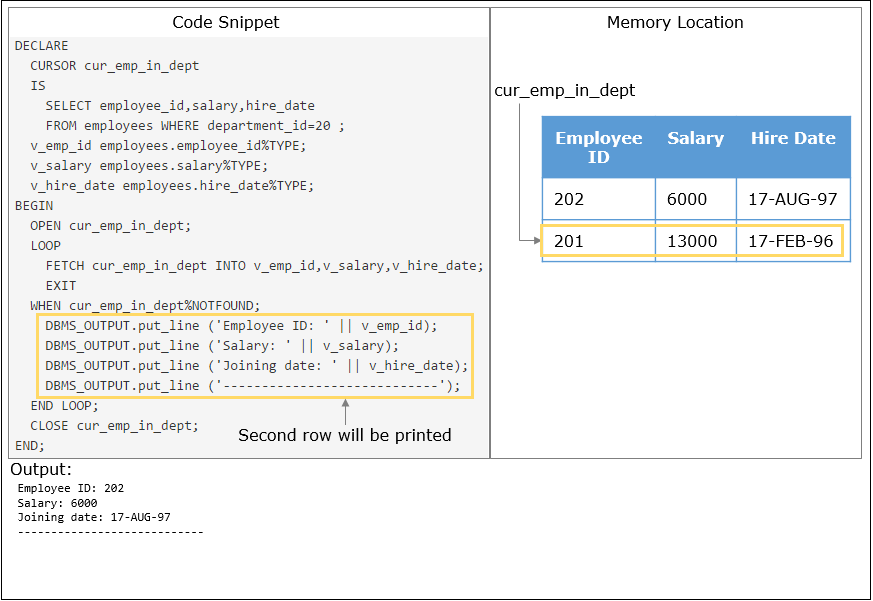 Code Snippet
DECLARE
CURSOR cur_emp_in_dept
IS
SELECT employee_id,salary,hire_date
FROM employees WHERE department_id=20 ;
v_emp_id employees.employee_id%TYPE;
v_salary employees.salary%TYPE;
v_hire_date employees.hire_date%TYPE;
BEGIN
OPEN cur_emp_in_dept;
LOOP
FETCH cur_emp_in_dept INTO v_emp_id,v_salary,v_hire_date;
EXIT
WHEN cur_emp_in_dept%NOTFOUND;
DBMS_OUTPUT.put_line ('Employee ID: ' || v_emp_id);
DBMS_OUTPUT.put_line ('Salary: ' || v_salary);
DBMS_OUTPUT.put_line ('Joining date: ' || v_hire_date);
DBMS_OUTPUT.put_line ('----------------------------');
END LOOP;
CLOSE cur_emp_in_dept;
END;
Second row will be printed
Memory Location
cur_emp_in_dept
Employee ID Salary Hire Date
202 6000 17-AUG-97
201 13000 17-FEB-96
Output:
Employee ID: 202
Salary: 6000
Joining date: 17-AUG-97
----------------------------